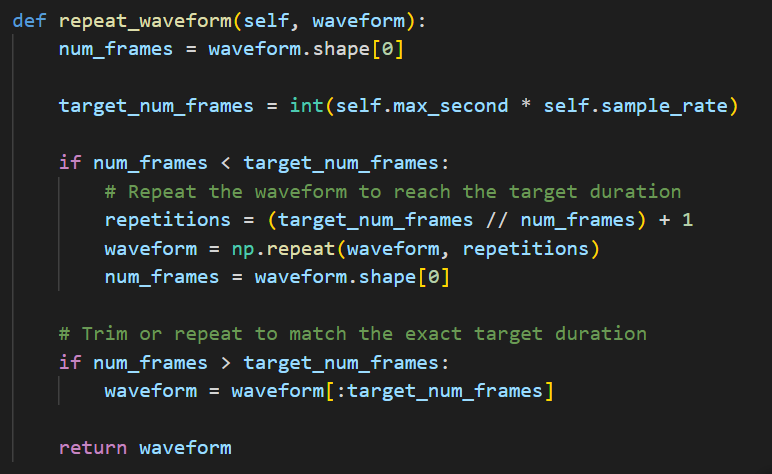 def repeat_waveform(self, waveform):
    num_frames = waveform.shape[0]

    target_num_frames = int(self.max_second * self.sample_rate)

    if num_frames < target_num_frames:
        # Repeat the waveform to reach the target duration
        repetitions = (target_num_frames // num_frames) + 1
        waveform = np.repeat(waveform, repetitions)
        num_frames = waveform.shape[0]

    # Trim or repeat to match the exact target duration
    if num_frames > target_num_frames:
        waveform = waveform[:target_num_frames]

    return waveform